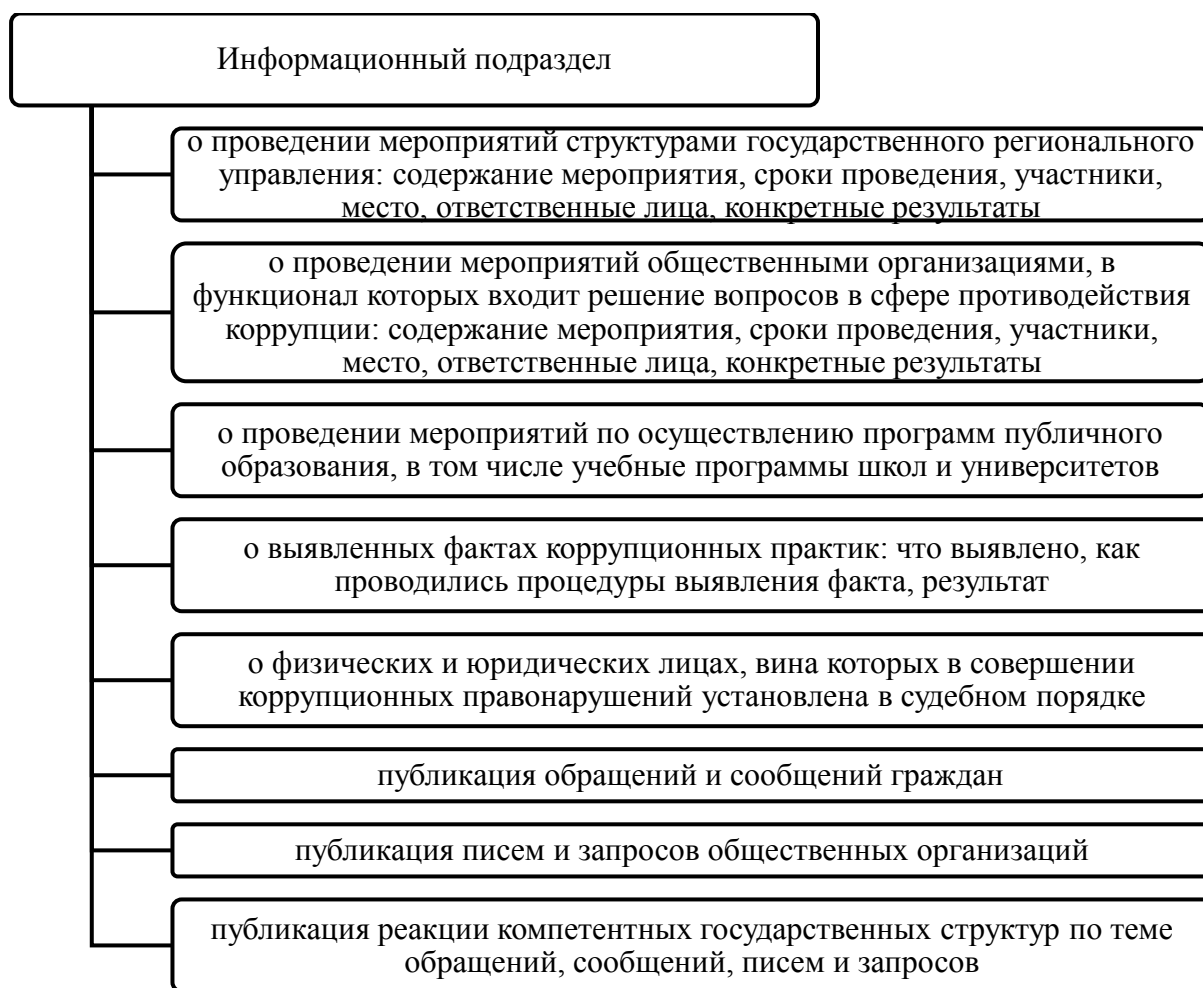 Информационный подраздел
о проведении мероприятий структурами государственного регионального
управления: содержание мероприятия, сроки проведения, участники,
место, ответственные лица, конкретные результаты
о проведении мероприятий общественными организациями, в
функционал которых входит решение вопросов в сфере противодействия
коррупции: содержание мероприятия, сроки проведения, участники,
место, ответственные лица, конкретные результаты
о проведении мероприятий по осуществлению программ публичного
образования, в том числе учебные программы школ и университетов
о выявленных фактах коррупционных практик: что выявлено, как
проводились процедуры выявления факта, результат
о физических и юридических лицах, вина которых в совершении
коррупционных правонарушений установлена в судебном порядке
публикация обращений и сообщений граждан
публикация писем и запросов общественных организаций
публикация реакции компетентных государственных структур по теме
обращений, сообщений, писем и запросов